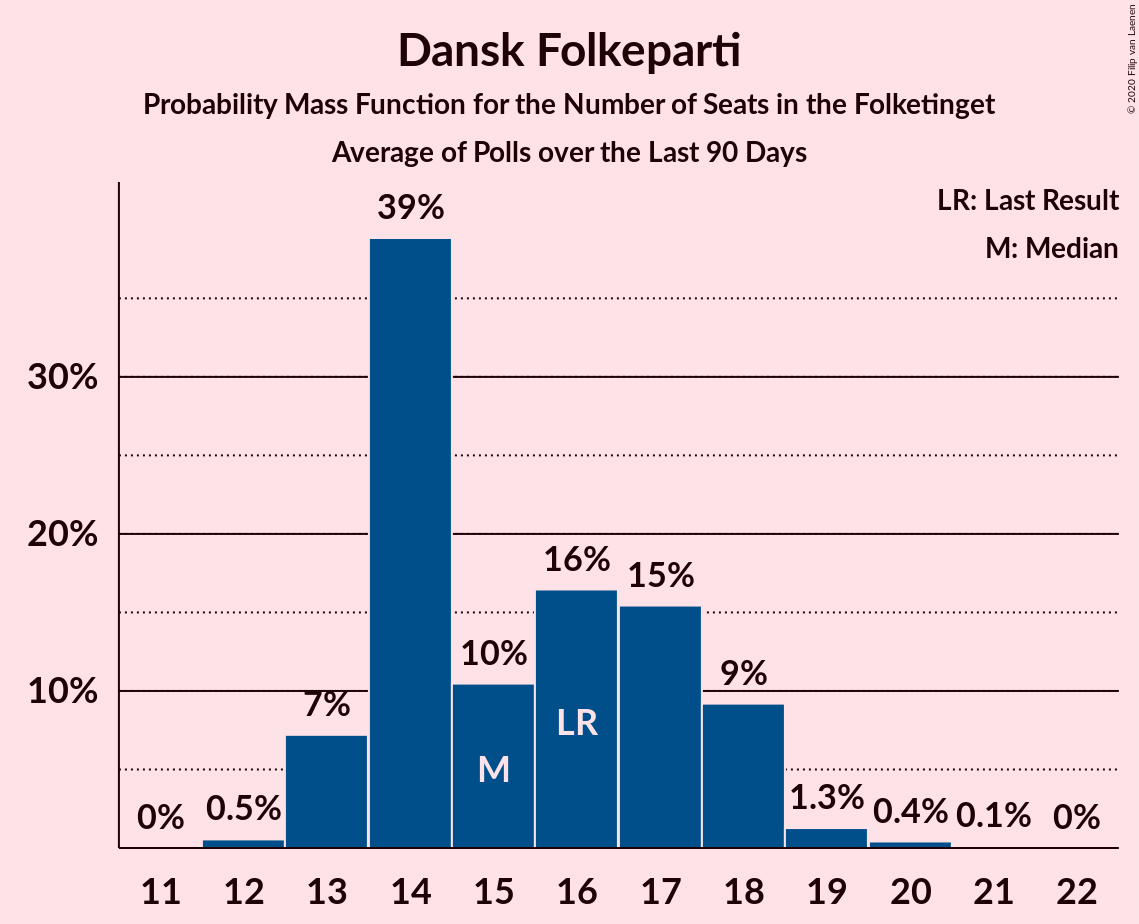 Dansk Folkeparti
Probability Mass Function for the Number of Seats in the Folketinget
Average of Polls over the Last 90 Days
© 2020 Filip van Laenen
LR: Last Result
M: Median
39%
30%
20%
16%
15%
10%
9%
10%
7%
LR
M
0%
0.5%
1.3%
0.4%
0.1%
0%
11 12 13 14 15 16 17 18 19 20 21 22